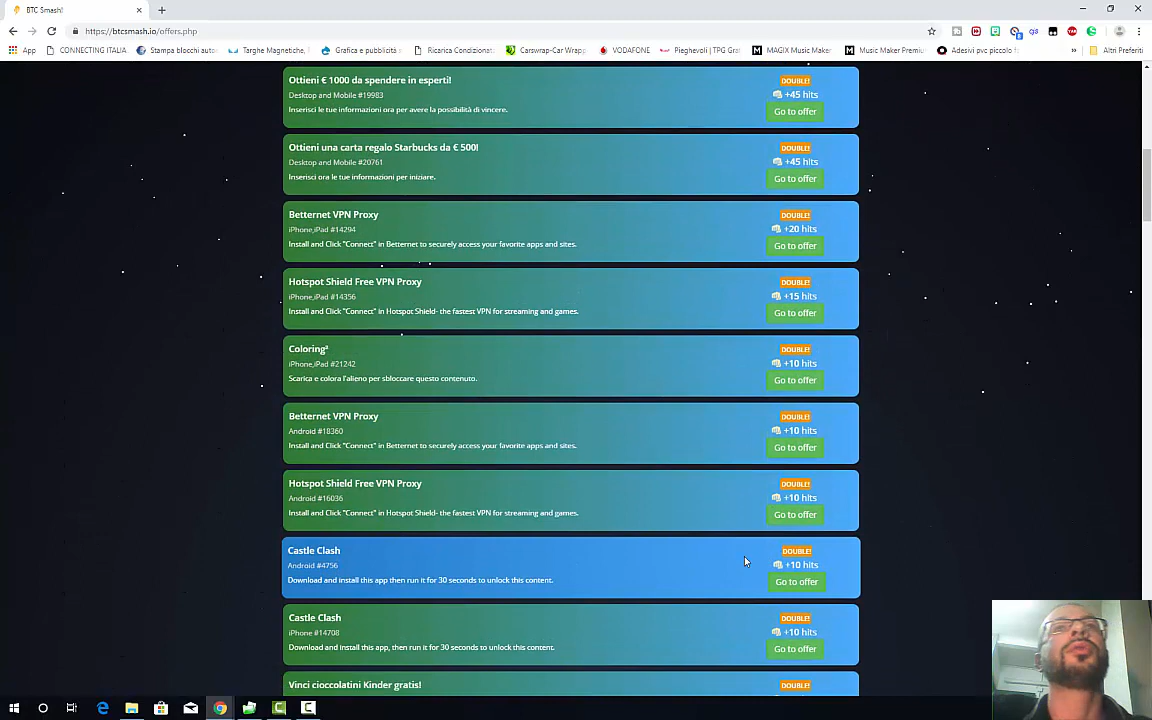 BTC Smash!
https://btcsmash.io/offers.php
App
CONNECTING ITALIA
Stampa blocchi auto
Targhe Magnetiche,
Grafica e pubblicità
Ricarica Condizionat
Carswrap-Car Wrapp
VODAFONE
Pieghevoli | TPG Gra
MAGIX Music Maker
Music Maker Premiu
Adesivi pvc piccolo f
»
Altri Preferiti
Ottieni € 1000 da spendere in esperti!
DOUBLE!
Desktop and Mobile #19983
+45 hits
Inserisci le tue informazioni ora per avere la possibilità di vincere.
Go to offer
Ottieni una carta regalo Starbucks da € 500!
DOUBLE!
Desktop and Mobile #20761
+45 hits
Inserisci ora le tue informazioni per iniziare.
Go to offer
Betternet VPN Proxy
DOUBLE!
iPhone,iPad #14294
+20 hits
Install and Click "Connect" in Betternet to securely access your favorite apps and sites.
Go to offer
Hotspot Shield Free VPN Proxy
DOUBLE!
iPhone,iPad #14356
+15 hits
Install and Click "Connect" in Hotspot Shield- the fastest VPN for streaming and games.
Go to offer
Coloringª
DOUBLE!
iPhone,iPad #21242
+10 hits
Scarica e colora l'alieno per sbloccare questo contenuto.
Go to offer
Betternet VPN Proxy
DOUBLE!
Android #18360
+10 hits
Install and Click "Connect" in Betternet to securely access your favorite apps and sites.
Go to offer
Hotspot Shield Free VPN Proxy
DOUBLE!
Android #16036
+10 hits
Install and Click "Connect" in Hotspot Shield- the fastest VPN for streaming and games.
Go to offer
Castle Clash
DOUBLE!
Android #4756
+10 hits
Download and install this app then run it for 30 seconds to unlock this content.
Go to offer
Castle Clash
DOUBLE!
iPhone #14708
+10 hits
Download and install this app, then run it for 30 seconds to unlock this content.
Go to offer
Vinci cioccolatini Kinder gratis!
DOUBLE!